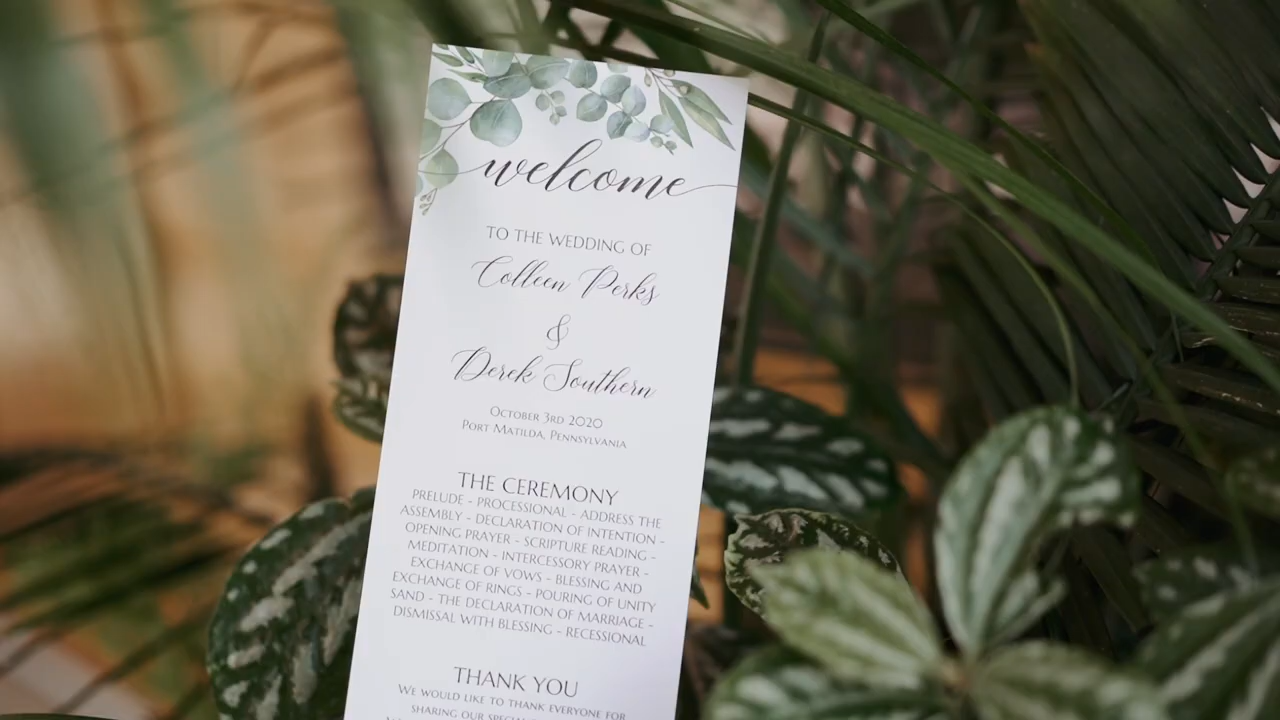 welcome
TO THE WEDDING OF
Colleen Perks
&
Derek Southern
October 3rd 2020
Port Matilda, Pennsylvania
THE CEREMONY
PRELUDE - PROCESSIONAL - ADDRESS THE
ASSEMBLY - DECLARATION OF INTENTION -
OPENING PRAYER - SCRIPTURE READING -
MEDITATION - INTERCESSORY PRAYER -
EXCHANGE OF VOWS - BLESSING AND
EXCHANGE OF RINGS - POURING OF UNITY
SAND - THE DECLARATION OF MARRIAGE -
DISMISSAL WITH BLESSING - RECESSIONAL
THANK YOU
We would like to thank everyone for
sharing our special